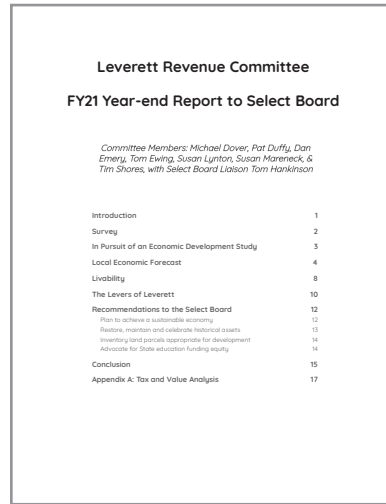 Leverett Revenue Committee
FY21 Year-end Report to Select Board
Committee Members: Michael Dover, Pat Duffy, Dan
Emery, Tom Ewing, Susan Lynton, Susan Mareneck, &
Tim Shores, with Select Board Liaison Tom Hankinson
Introduction 1
Survey 2
In Pursuit of an Economic Development Study 3
Local Economic Forecast 4
Livability 8
The Levers of Leverett 10
Recommendations to the Select Board 12
Plan to achieve a sustainable economy 12
Restore, maintain and celebrate historical assets 13
Inventory land parcels appropriate for development 14
Advocate for State education funding equity 14
Conclusion 15
Appendix A: Tax and Value Analysis 17